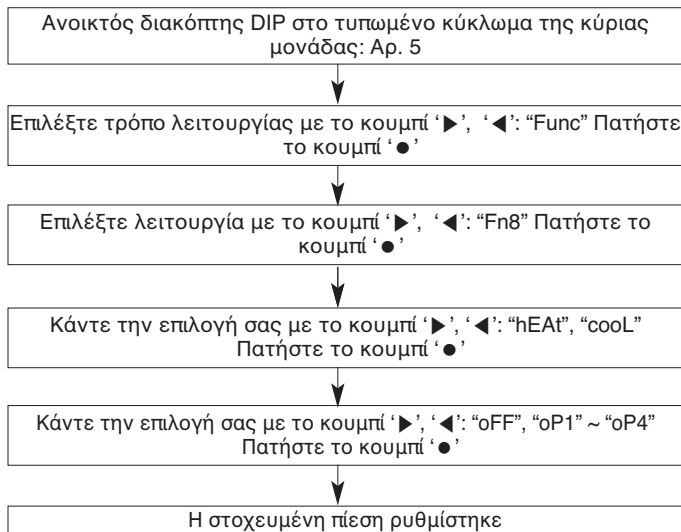 Ανοικτός διακόπτης DIP στο τυπωμένο κύκλωμα της κύριας
μονάδας: Αρ. 5
Επιλέξτε τρόπο λειτουργίας με το κουμπί ‘▶’, ‘◀’: “Func” Πατήστε
το κουμπί ‘●’
Επιλέξτε λειτουργία με το κουμπί ‘▶’, ‘◀’: “Fn8” Πατήστε το
κουμπί ‘●’
Κάντε την επιλογή σας με το κουμπί ‘▶’, ‘◀’: “hEAt”, “cooL”
Πατήστε το κουμπί ‘●’
Κάντε την επιλογή σας με το κουμπί ‘▶’, ‘◀’: “oFF”, “oP1” ~ “oP4”
Πατήστε το κουμπί ‘●’
Η στοχευμένη πίεση ρυθμίστηκε